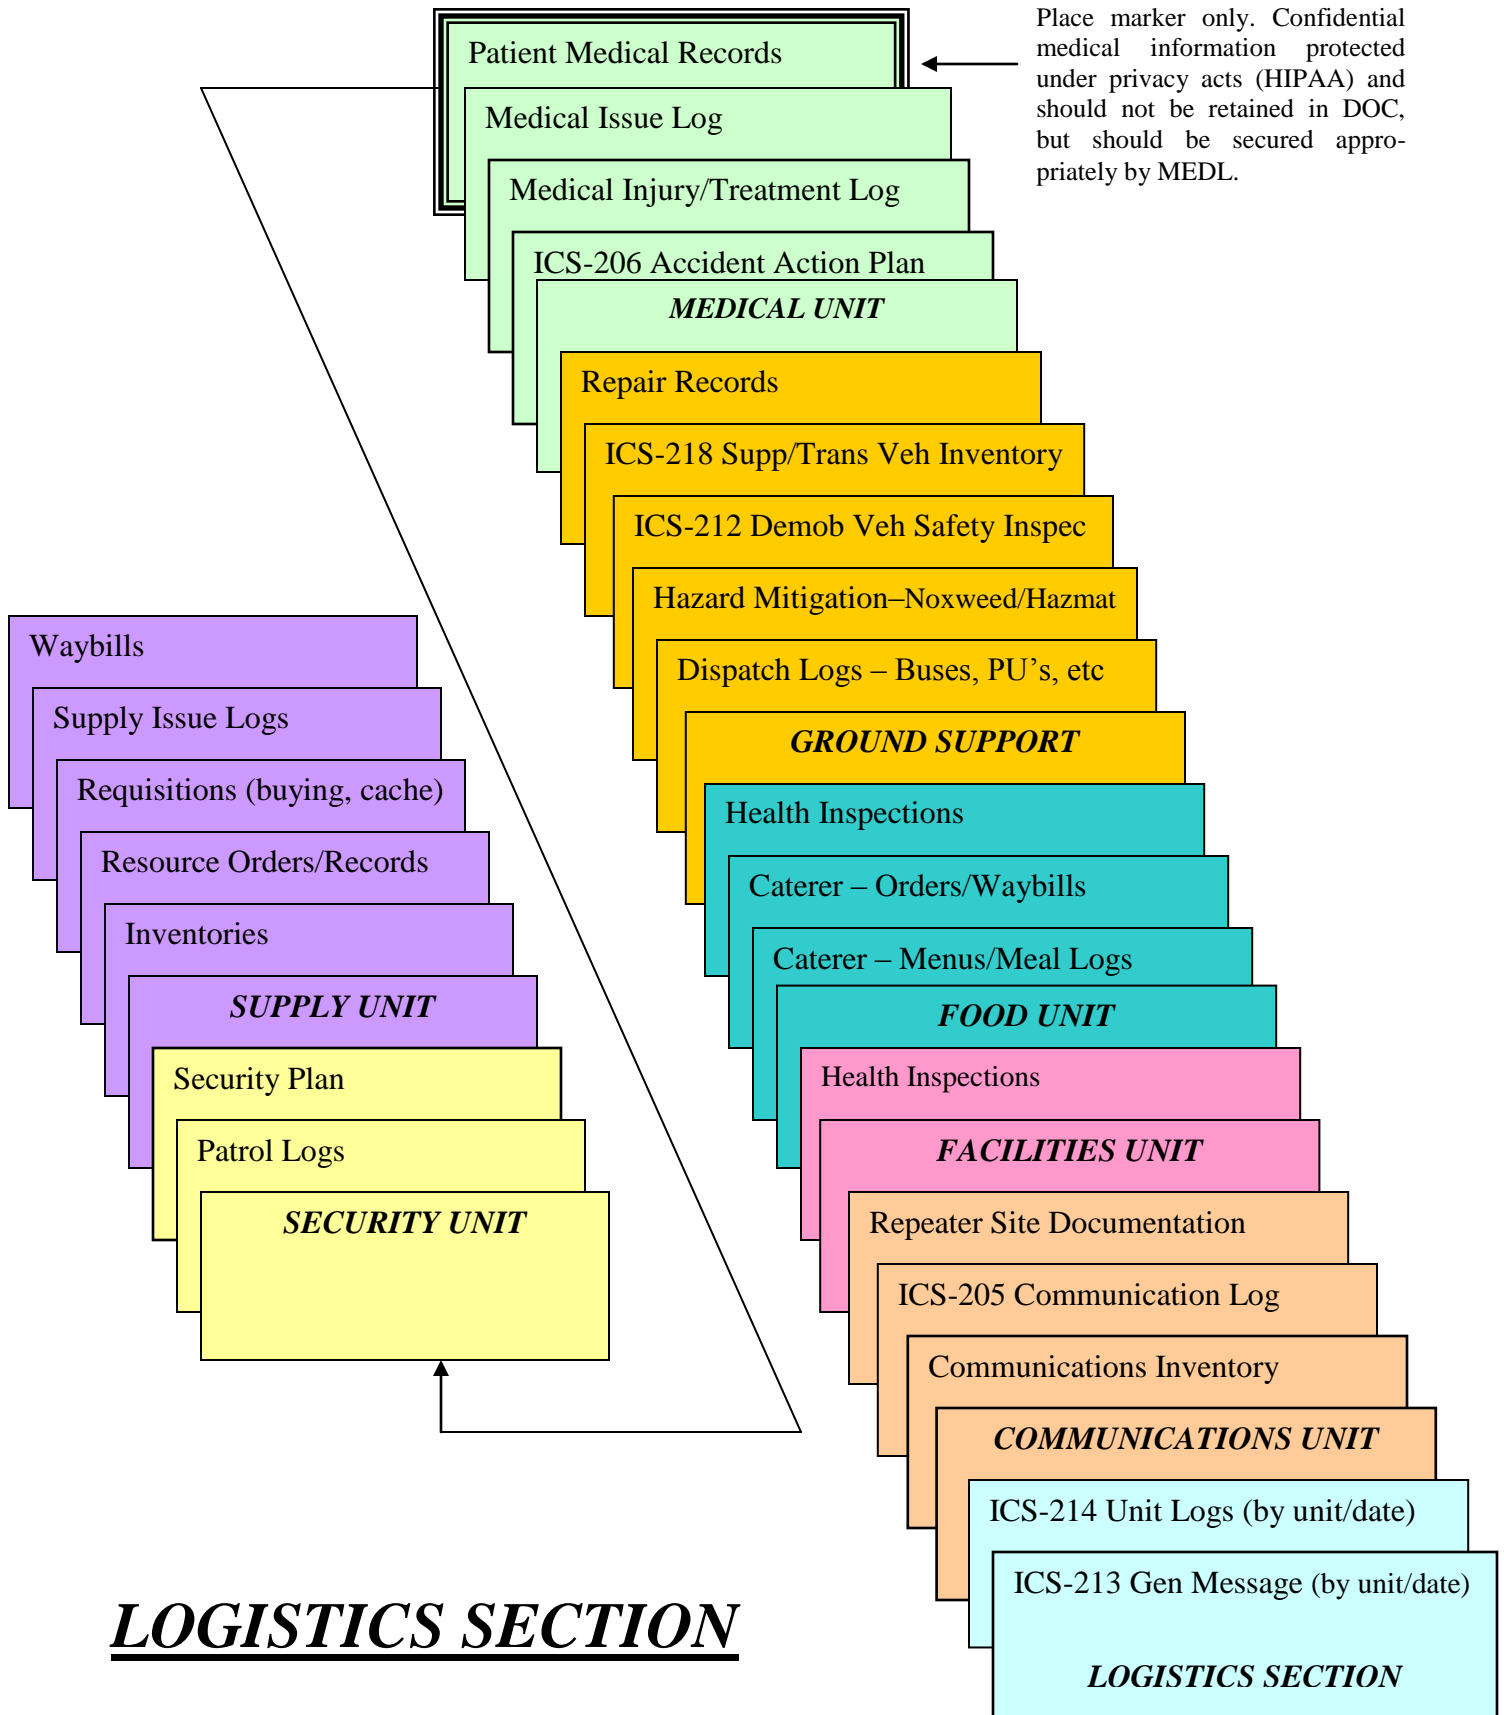 Patient Medical Records
Place marker only. Confidential
medical information protected
under privacy acts (HIPAA) and
should not be retained in DOC,
but should be secured appro-
priately by MEDL.
Medical Issue Log
Medical Injury/Treatment Log
ICS-206 Accident Action Plan
MEDICAL UNIT
Repair Records
ICS-218 Supp/Trans Veh Inventory
ICS-212 Demob Veh Safety Inspec
Hazard Mitigation–Noxweed/Hazmat
Dispatch Logs – Buses, PU’s, etc
GROUND SUPPORT
Health Inspections
Caterer – Orders/Waybills
Caterer – Menus/Meal Logs
FOOD UNIT
Health Inspections
FACILITIES UNIT
Repeater Site Documentation
ICS-205 Communication Log
Communications Inventory
COMMUNICATIONS UNIT
ICS-214 Unit Logs (by unit/date)
ICS-213 Gen Message (by unit/date)
LOGISTICS SECTION
Waybills
Supply Issue Logs
Requisitions (buying, cache)
Resource Orders/Records
Inventories
SUPPLY UNIT
Security Plan
Patrol Logs
SECURITY UNIT
LOGISTICS SECTION